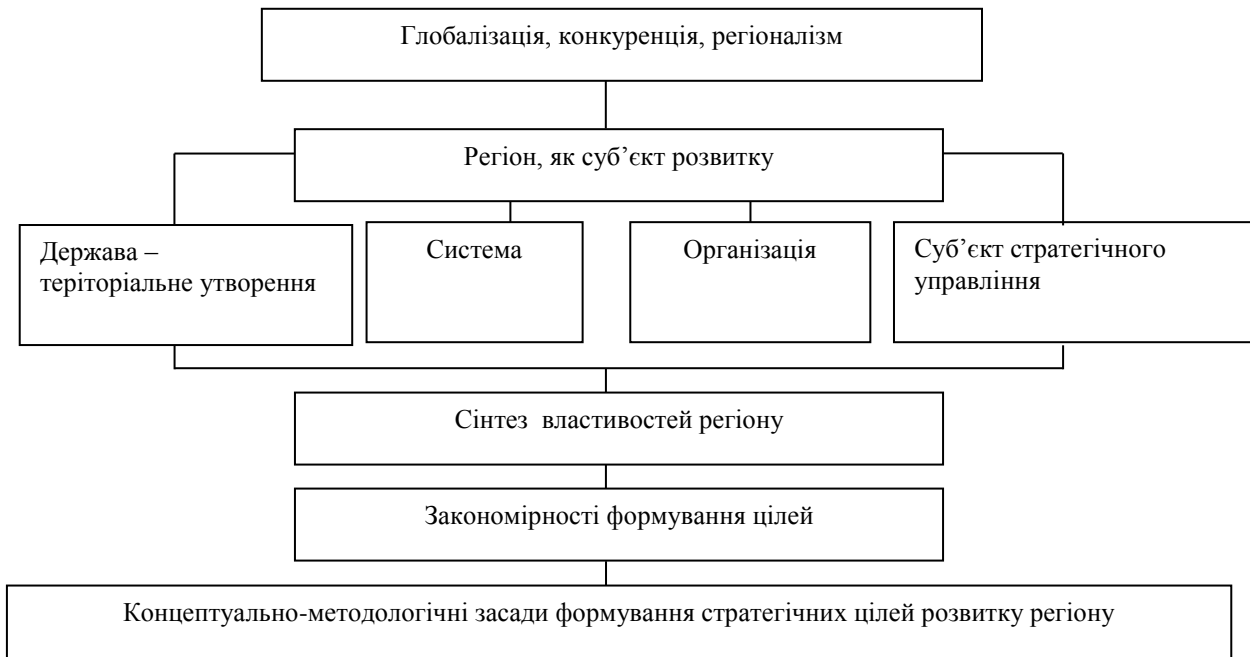 Глобалізація, конкуренція, регіоналізм
Регіон, як суб’єкт розвитку
Держава –
теріторіальне утворення
Система
Організація
Суб’єкт стратегічного
управління
Сінтез  властивостей регіону
Закономірності формування цілей
Концептуально-методологічні засади формування стратегічних цілей розвитку регіону